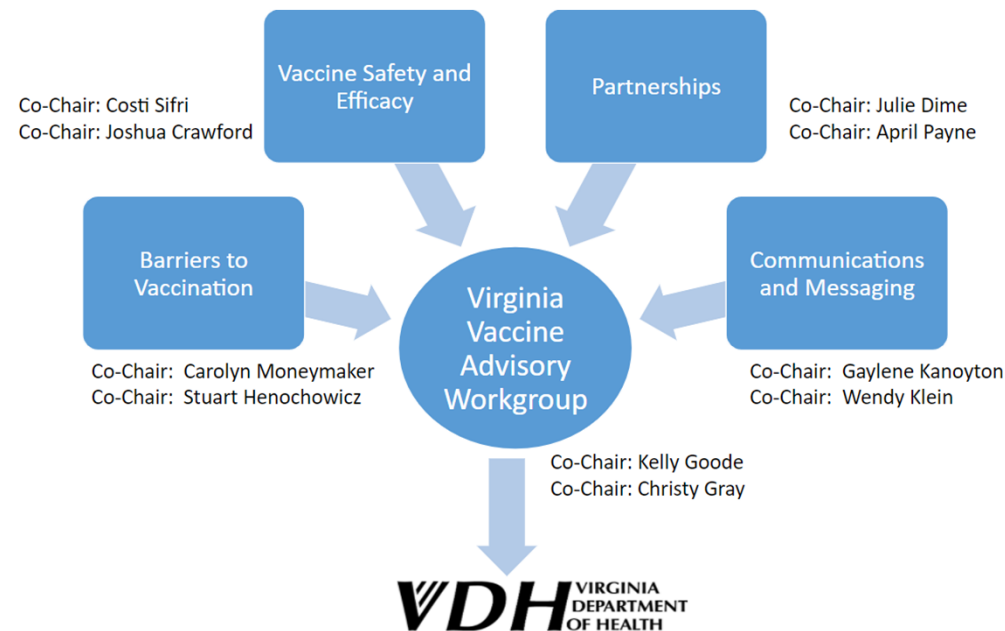 Vaccine Safety and
Efficacy
Co-Chair: Costi Sifri
Co-Chair: Joshua Crawford
Partnerships
Co-Chair: Julie Dime
Co-Chair: April Payne
Barriers to
Vaccination
Co-Chair: Carolyn Moneymaker
Co-Chair: Stuart Henochowicz
Communications
and Messaging
Co-Chair: Gaylene Kanoyton
Co-Chair: Wendy Klein
Virginia
Vaccine
Advisory
Workgroup
Co-Chair: Kelly Goode
Co-Chair: Christy Gray
VDH
VIRGINIA
DEPARTMENT
OF HEALTH